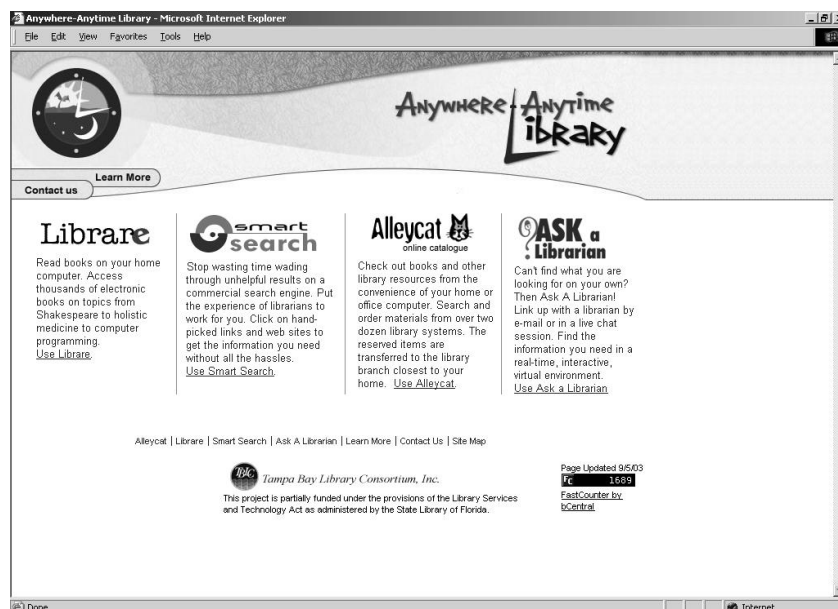 Anywhere-Anytime Library - Microsoft Internet Explorer
File Edit View Favorites Tools Help
Anywhere Anytime
Library
Learn More
Contact us
Librare
Read books on your home
computer. Access
thousands of electronic
books on topics from
Shakespeare to holistic
medicine to computer
programming.
Use Librare.
smart
search
Stop wasting time wading
through unhelpful results on a
commercial search engine. Put
the experience of librarians to
work for you. Click on hand-
picked links and web sites to
get the information you need
without all the hassles.
Use Smart Search.
Alleycat
online catalogue
Check out books and other
library resources from the
convenience of your home or
office computer. Search and
order materials from over two
dozen library systems. The
reserved items are
transferred to the library
branch closest to your
home. Use Alleycat.
ASK a
Librarian
Can't find what you are
looking for on your own?
Then Ask A Librarian!
Link up with a librarian by
e-mail or in a live chat
session. Find the
information you need in a
real-time, interactive,
virtual environment.
Use Ask a Librarian
Alleycat | Librare | Smart Search | Ask A Librarian | Learn More | Contact Us | Site Map
TBLC Tampa Bay Library Consortium, Inc.
This project is partially funded under the provisions of the Library Services
and Technology Act as administered by the State Library of Florida.
Page Updated 9/5/03
FC 1689
FastCounter by
bCentral
Done
Internet